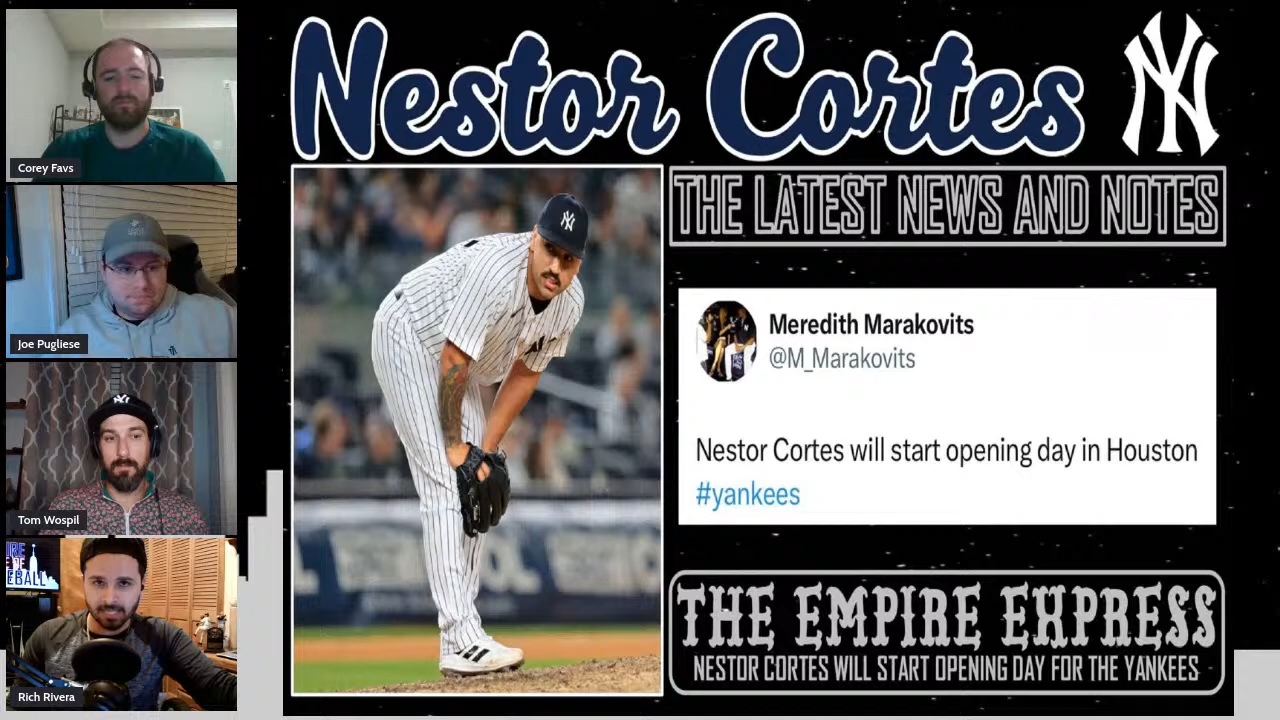 Nestor Cortes NY
THE LATEST NEWS AND NOTES
Meredith Marakovits
@M_Marakovits
Nestor Cortes will start opening day in Houston
#yankees
THE EMPIRE EXPRESS
NESTOR CORTES WILL START OPENING DAY FOR THE YANKEES
Corey Favs
Joe Pugliese
Tom Wospil
Rich Rivera